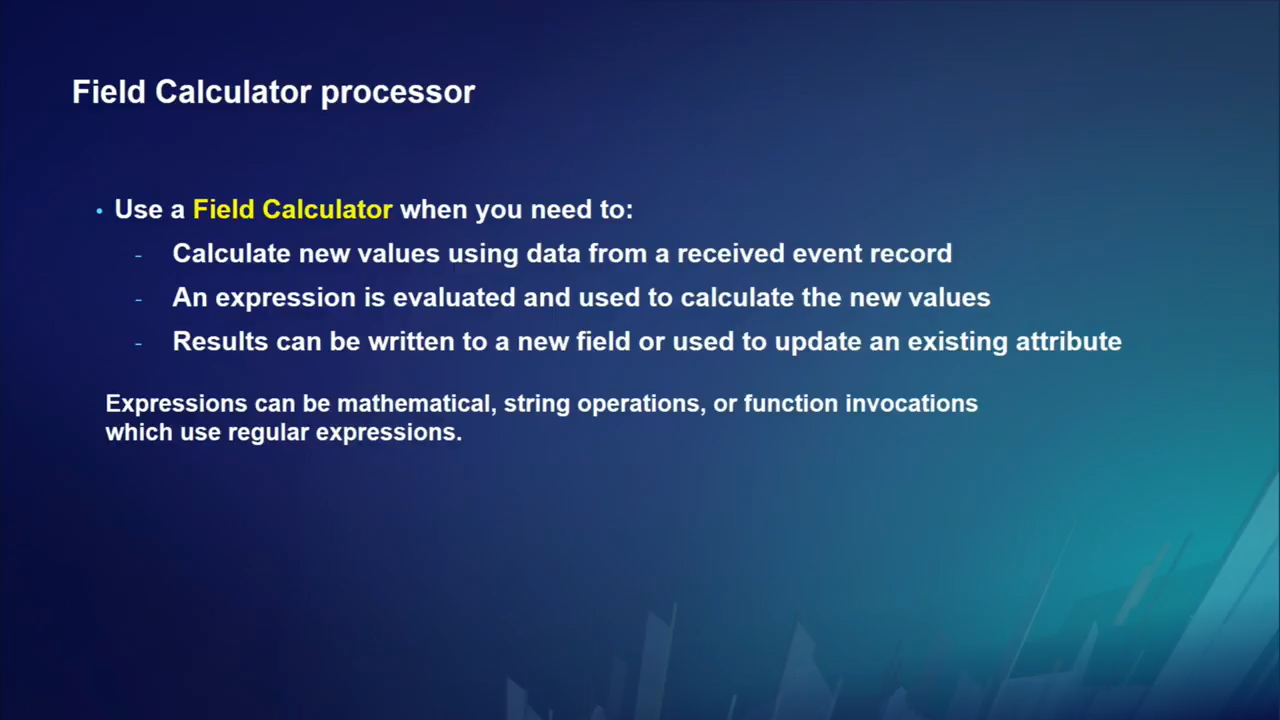 Field Calculator processor
• Use a Field Calculator when you need to:
- Calculate new values using data from a received event record
- An expression is evaluated and used to calculate the new values
- Results can be written to a new field or used to update an existing attribute
Expressions can be mathematical, string operations, or function invocations
which use regular expressions.